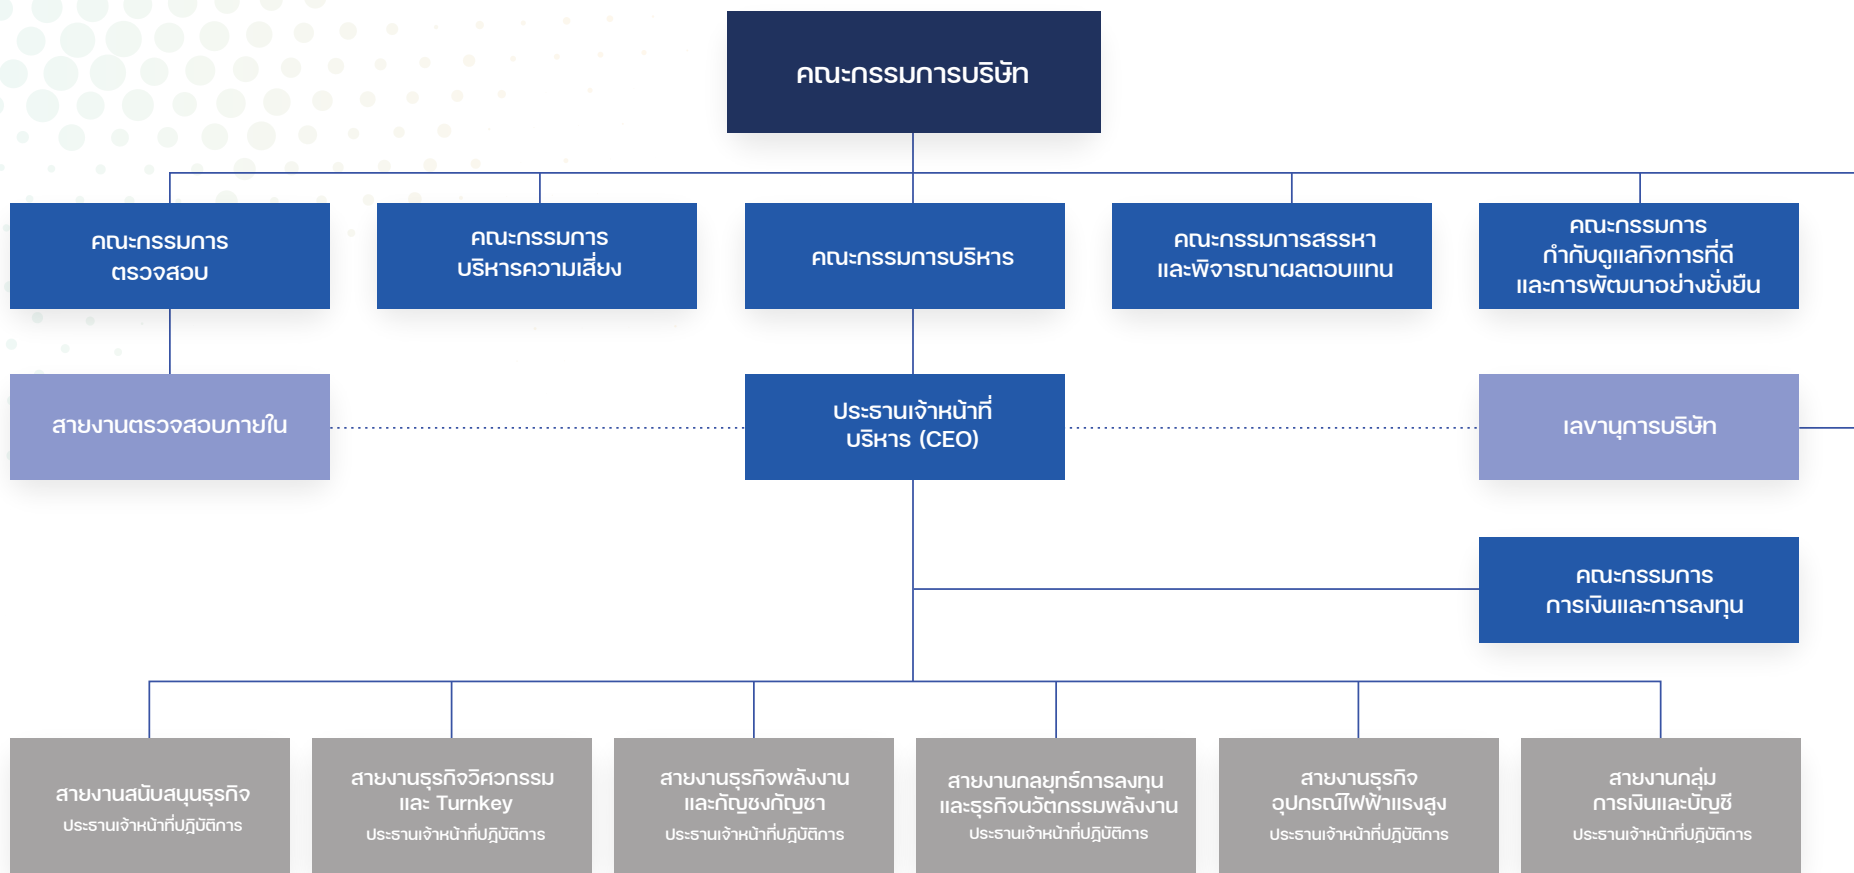 คณะกรรมการบริษัท
คณะกรรมการ
ตรวจสอบ
คณะกรรมการ
บริหารความเสี่ยง
คณะกรรมการบริหาร
คณะกรรมการสรรหา
และพิจารณาผลตอบแทน
คณะกรรมการ
กำกับดูแลกิจการที่ดี
และการพัฒนาอย่างยั่งยืน
สายงานตรวจสอบภายใน
ประธานเจ้าหน้าที่
บริหาร (CEO)
เลขานุการบริษัท
คณะกรรมการ
การเงินและการลงทุน
สายงานสนับสนุนธุรกิจ
ประธานเจ้าหน้าที่ปฏิบัติการ
สายงานธุรกิจวิศวกรรม
และ Turnkey
ประธานเจ้าหน้าที่ปฏิบัติการ
สายงานธุรกิจพลังงาน
และกัญชงกัญชา
ประธานเจ้าหน้าที่ปฏิบัติการ
สายงานกลยุทธ์การลงทุน
และธุรกิจนวัตกรรมพลังงาน
ประธานเจ้าหน้าที่ปฏิบัติการ
สายงานธุรกิจ
อุปกรณ์ไฟฟ้าแรงสูง
ประธานเจ้าหน้าที่ปฏิบัติการ
สายงานกลุ่ม
การเงินและบัญชี
ประธานเจ้าหน้าที่ปฏิบัติการ